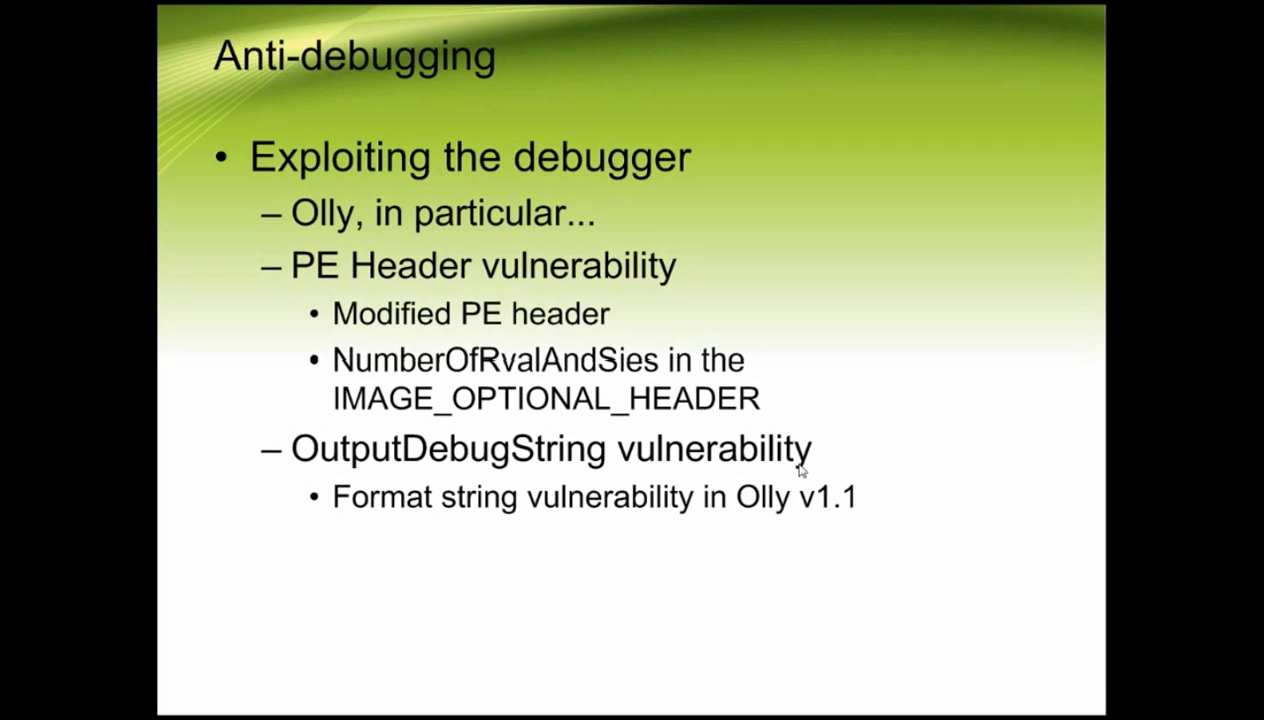 Anti-debugging
• Exploiting the debugger
– Olly, in particular...
– PE Header vulnerability
• Modified PE header
• NumberOfRvalAndSies in the
IMAGE_OPTIONAL_HEADER
– OutputDebugString vulnerability
• Format string vulnerability in Olly v1.1